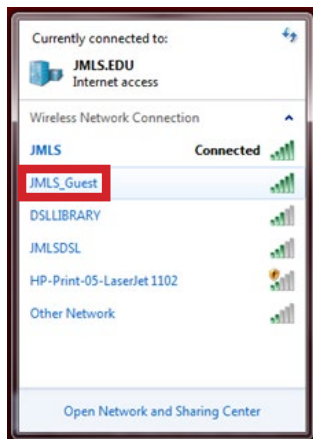 Currently connected to:
JMLS.EDU
Internet access
Wireless Network Connection
JMLS Connected
JMLS_Guest
DSLLIBRARY
JMLSDSL
HP-Print-05-LaserJet 1102
Other Network
Open Network and Sharing Center